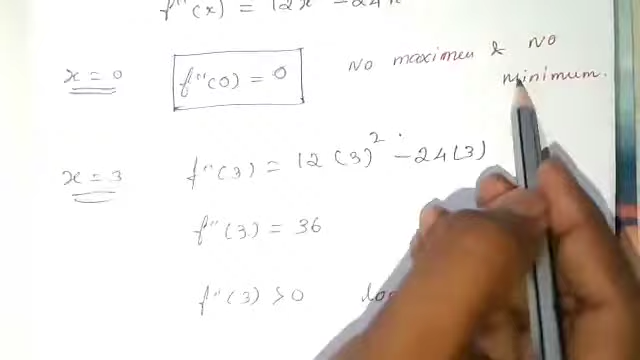 f''(x) = 12x² - 24x
x = 0 f''(0) = 0 No maximum & No minimum.
x = 3 f''(3) = 12 (3)² - 24(3)
f''(3) = 36
f''(3) > 0